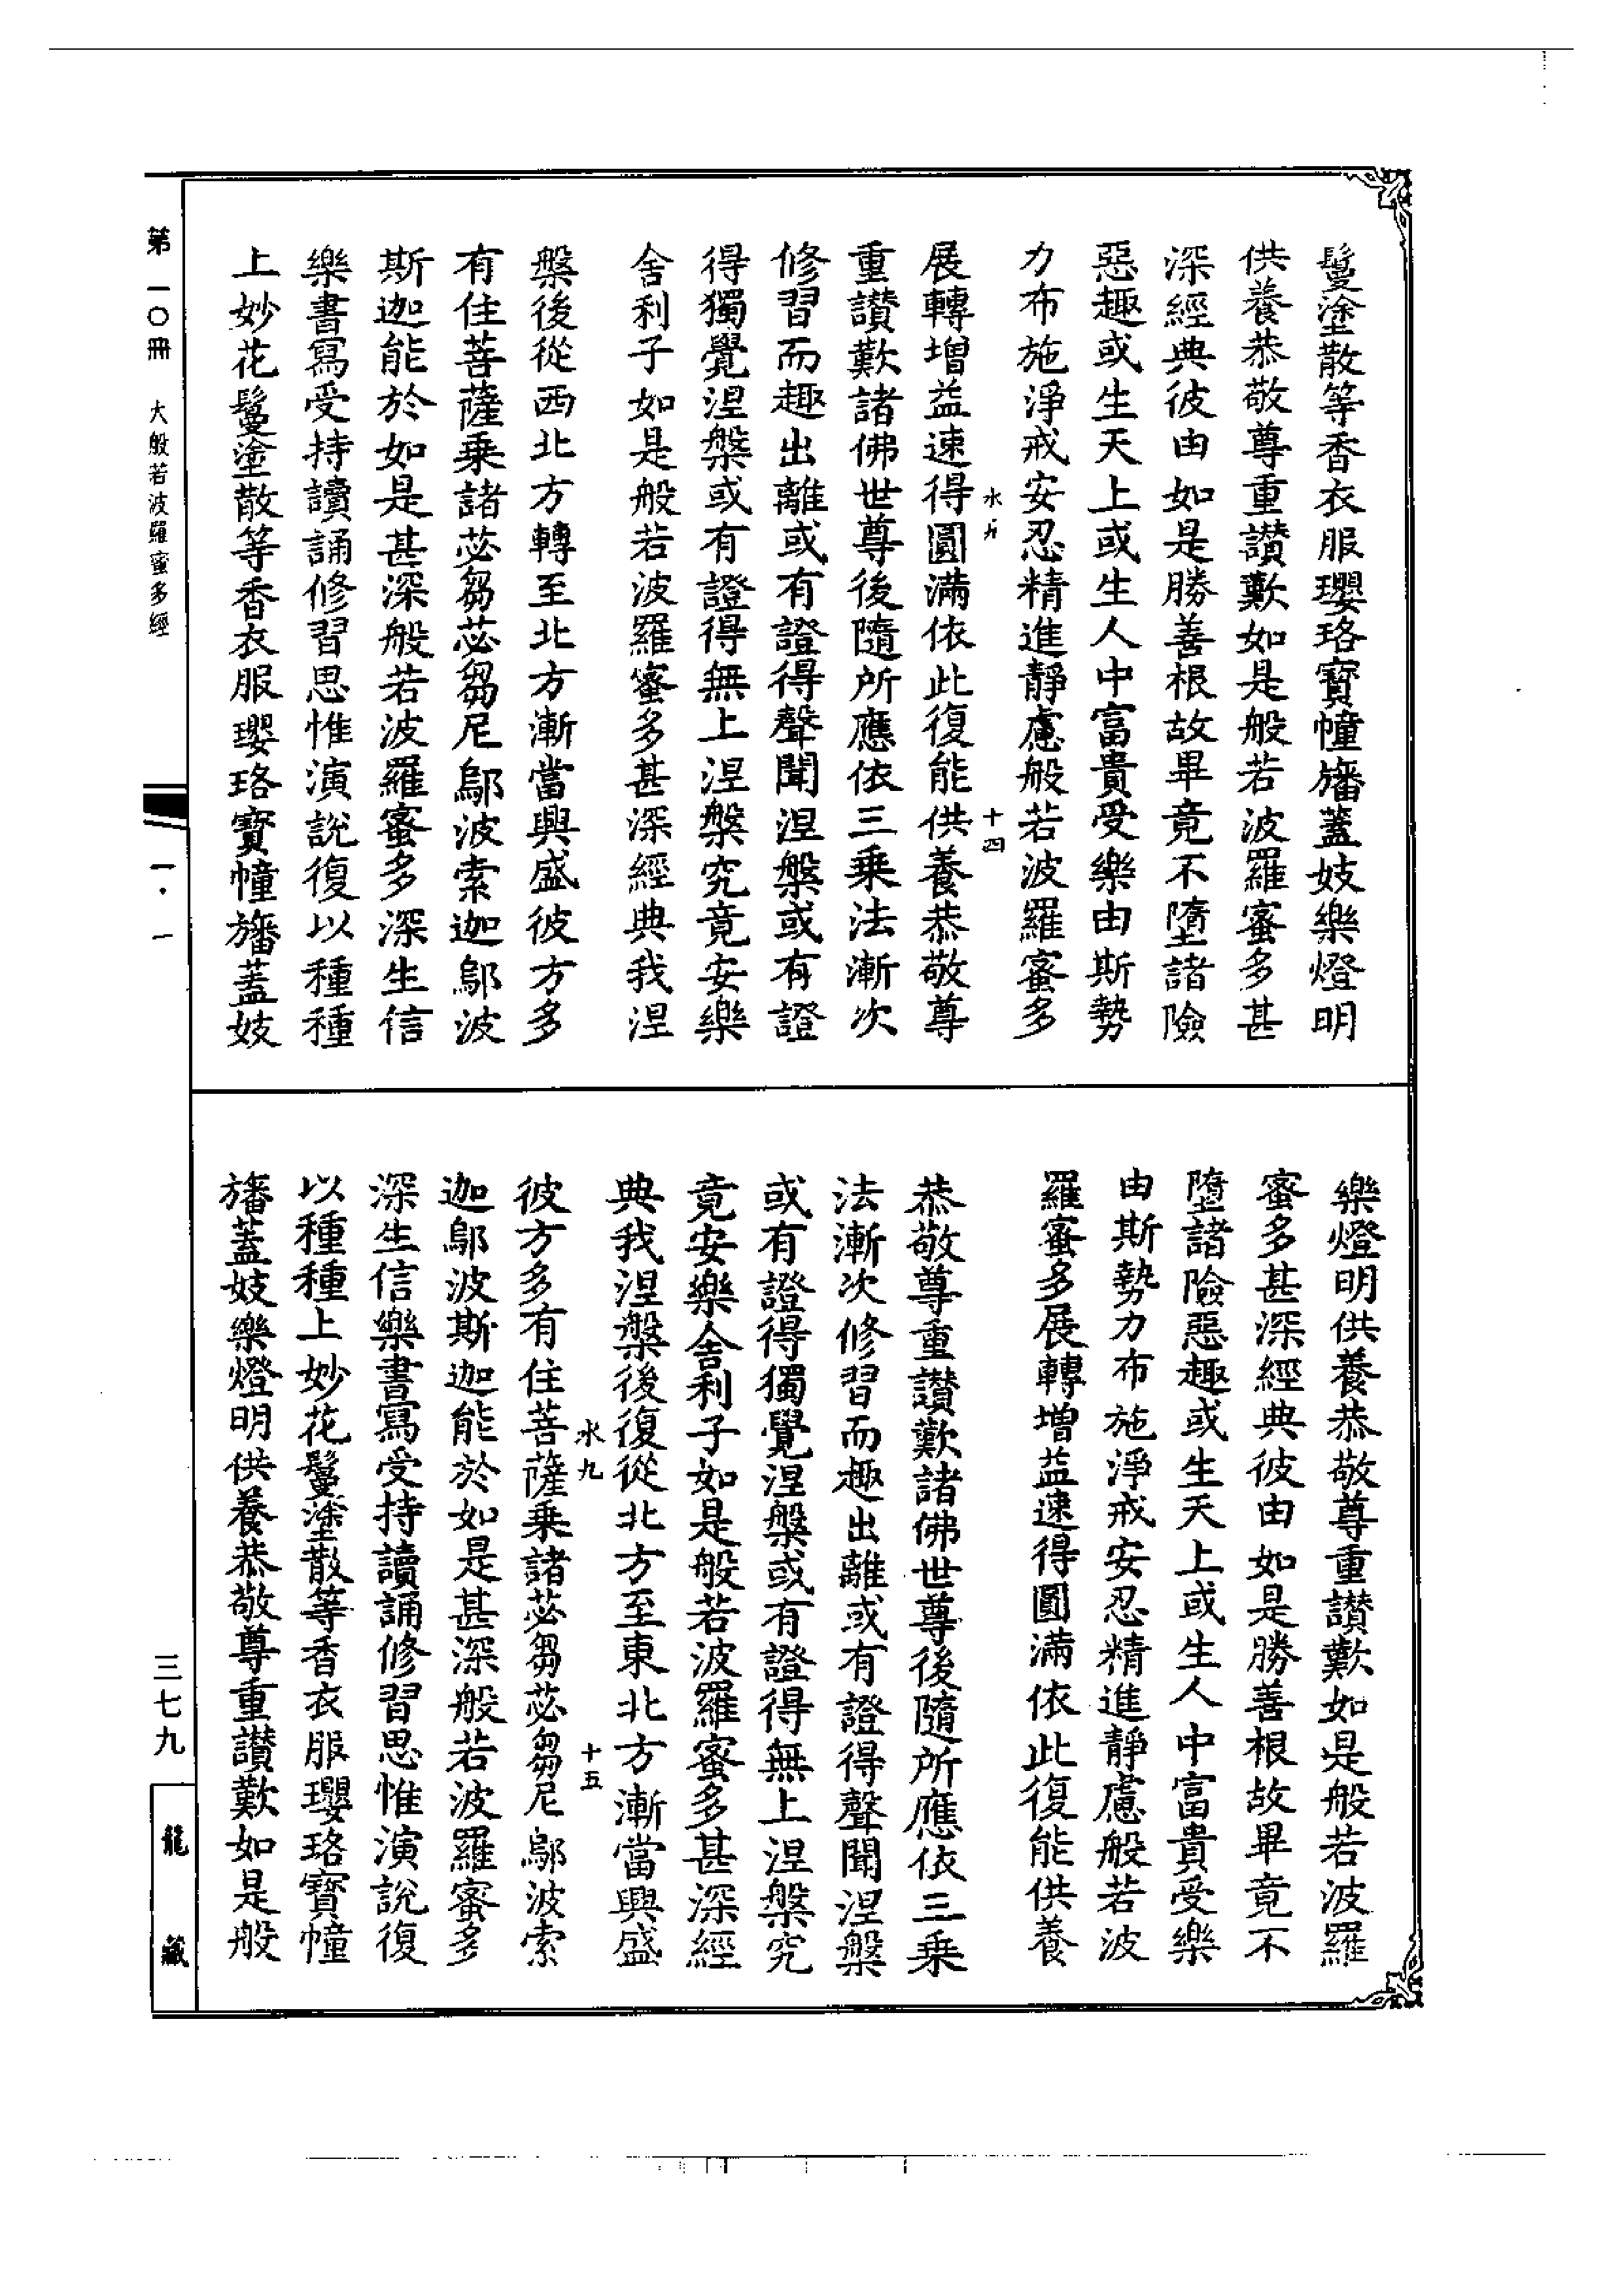 鬘塗散等香衣服瓔珞寶幢旛蓋妓樂燈明
供養恭敬尊重讚歎如是般若波羅蜜多甚
深經典彼由如是勝善根故畢竟不墮諸險
惡趣或生天上或生人中富貴受樂由斯勢
力布施淨戒安忍精進靜慮般若波羅蜜多
十四
展轉增益速得圓滿依此復能供養恭敬尊
重讚歎諸佛世尊後隨所應依三乗法漸次
修習而趣出離或有證得聲聞涅槃或有證
得獨覺涅槃或有證得無上涅槃究竟安樂
舍利子如是般若波羅蜜多甚深經典我涅
槃後從西北方轉至北方漸當興盛彼方多
有住菩薩乗諸苾芻苾芻尼鄔波索迦鄔波
斯迦能於如是甚深般若波羅蜜多深生信
樂書寫受持讀誦修習思惟演說復以種種
上妙花鬘塗散等香衣服瓔珞寶幢旛蓋妓
樂燈明供養恭敬尊重讚歎如是般若波羅
蜜多甚深經典彼由如是勝善根故畢竟不
墮諸險惡趣或生天上或生人中富貴受樂
由斯勢力布施淨戒安忍精進靜慮般若波
羅蜜多展轉增益速得圓滿依此復能供養
恭敬尊重讚歎諸佛世尊後隨所應依三乗
法漸次修習而趣出離或有證得聲聞涅槃
或有證得獨覺涅槃或有證得無上涅槃究
竟安樂舍利子如是般若波羅蜜多甚深經
典我涅槃後復從北方至東北方漸當興盛
水九 十五
彼方多有住菩薩乗諸苾芻苾芻尼鄔波索
迦鄔波斯迦能於如是甚深般若波羅蜜多
深生信樂書寫受持讀誦修習思惟演說復
以種種上妙花鬘塗散等香衣服瓔珞寶幢
旛蓋妓樂燈明供養恭敬尊重讚歎如是般
第一〇冊 大般若波羅蜜多經
一·一
三七九
龍藏